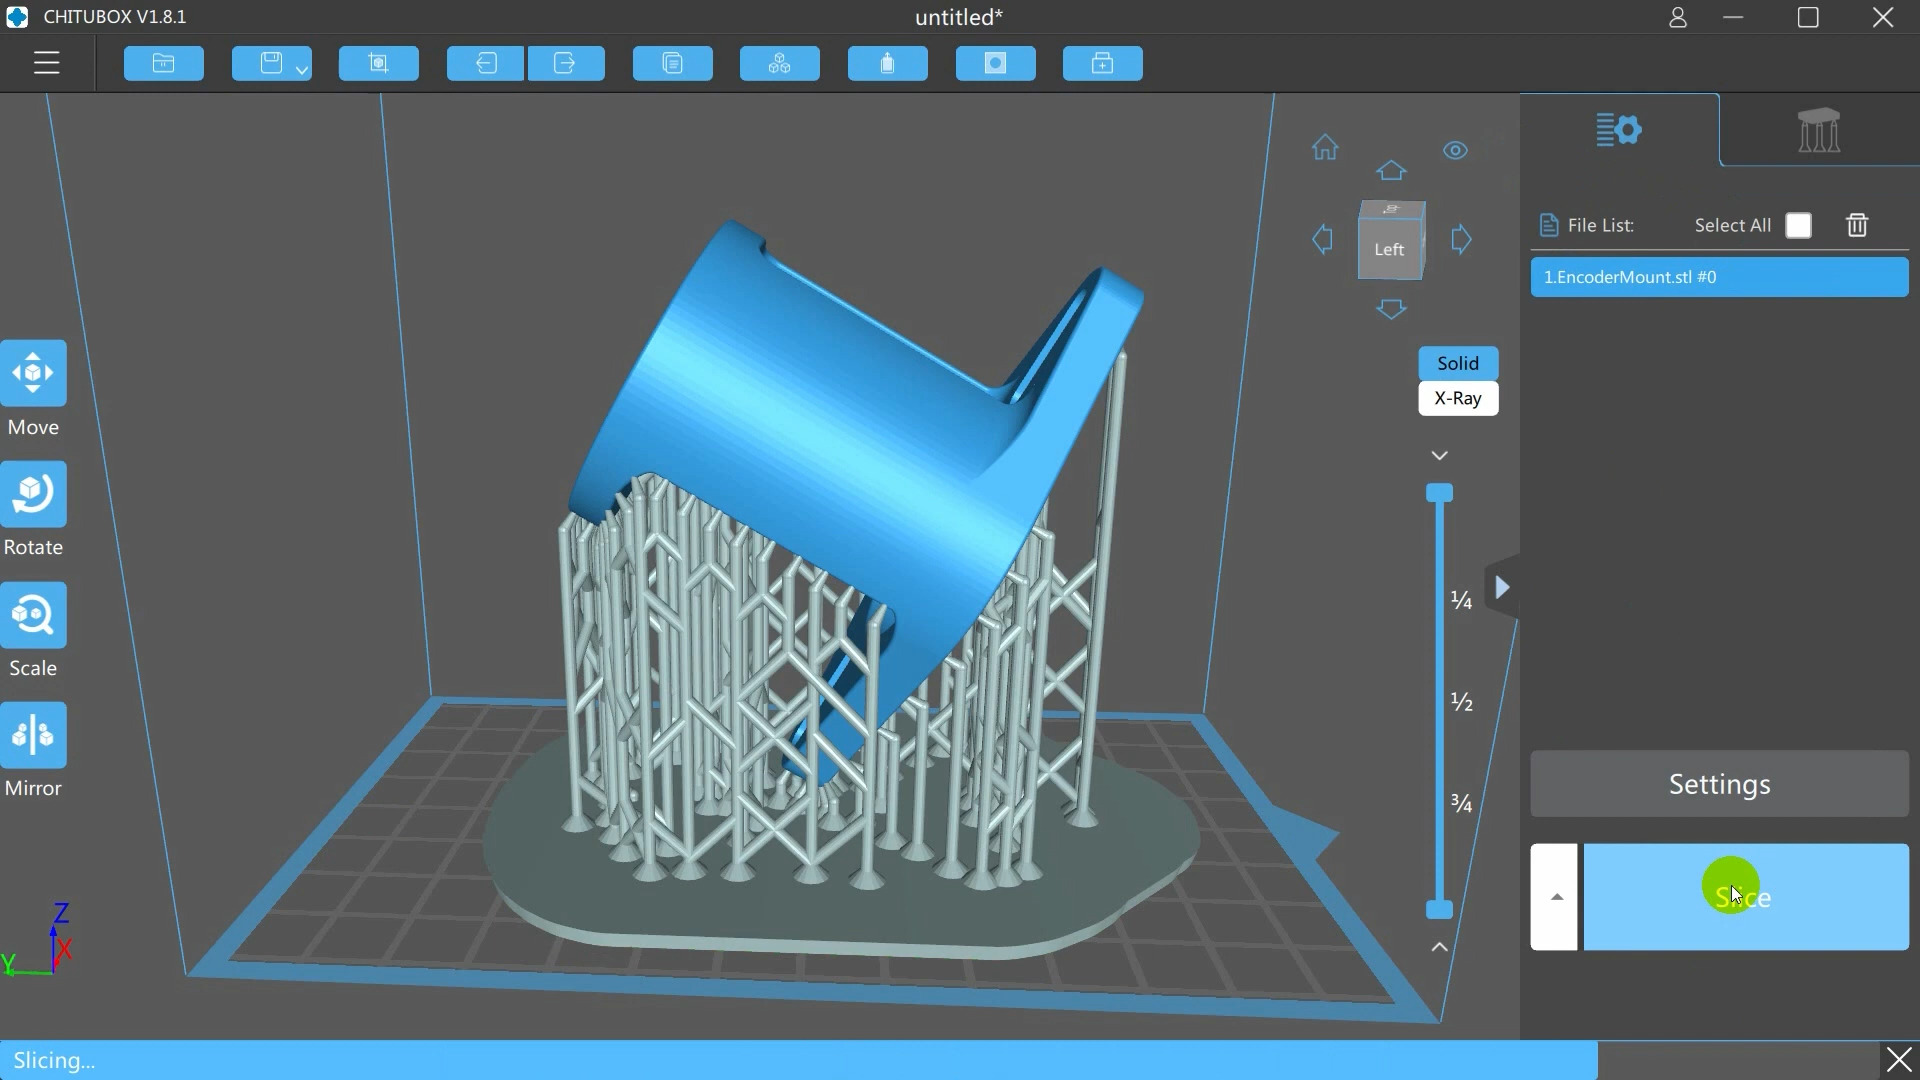 CHITUBOX V1.8.1
untitled*
Left
File List:
Select All
1.EncoderMount.stl #0
Solid
X-Ray
Move
Rotate
Scale
Mirror
¼
½
¾
Settings
Slice
Z
X
Y
Slicing...